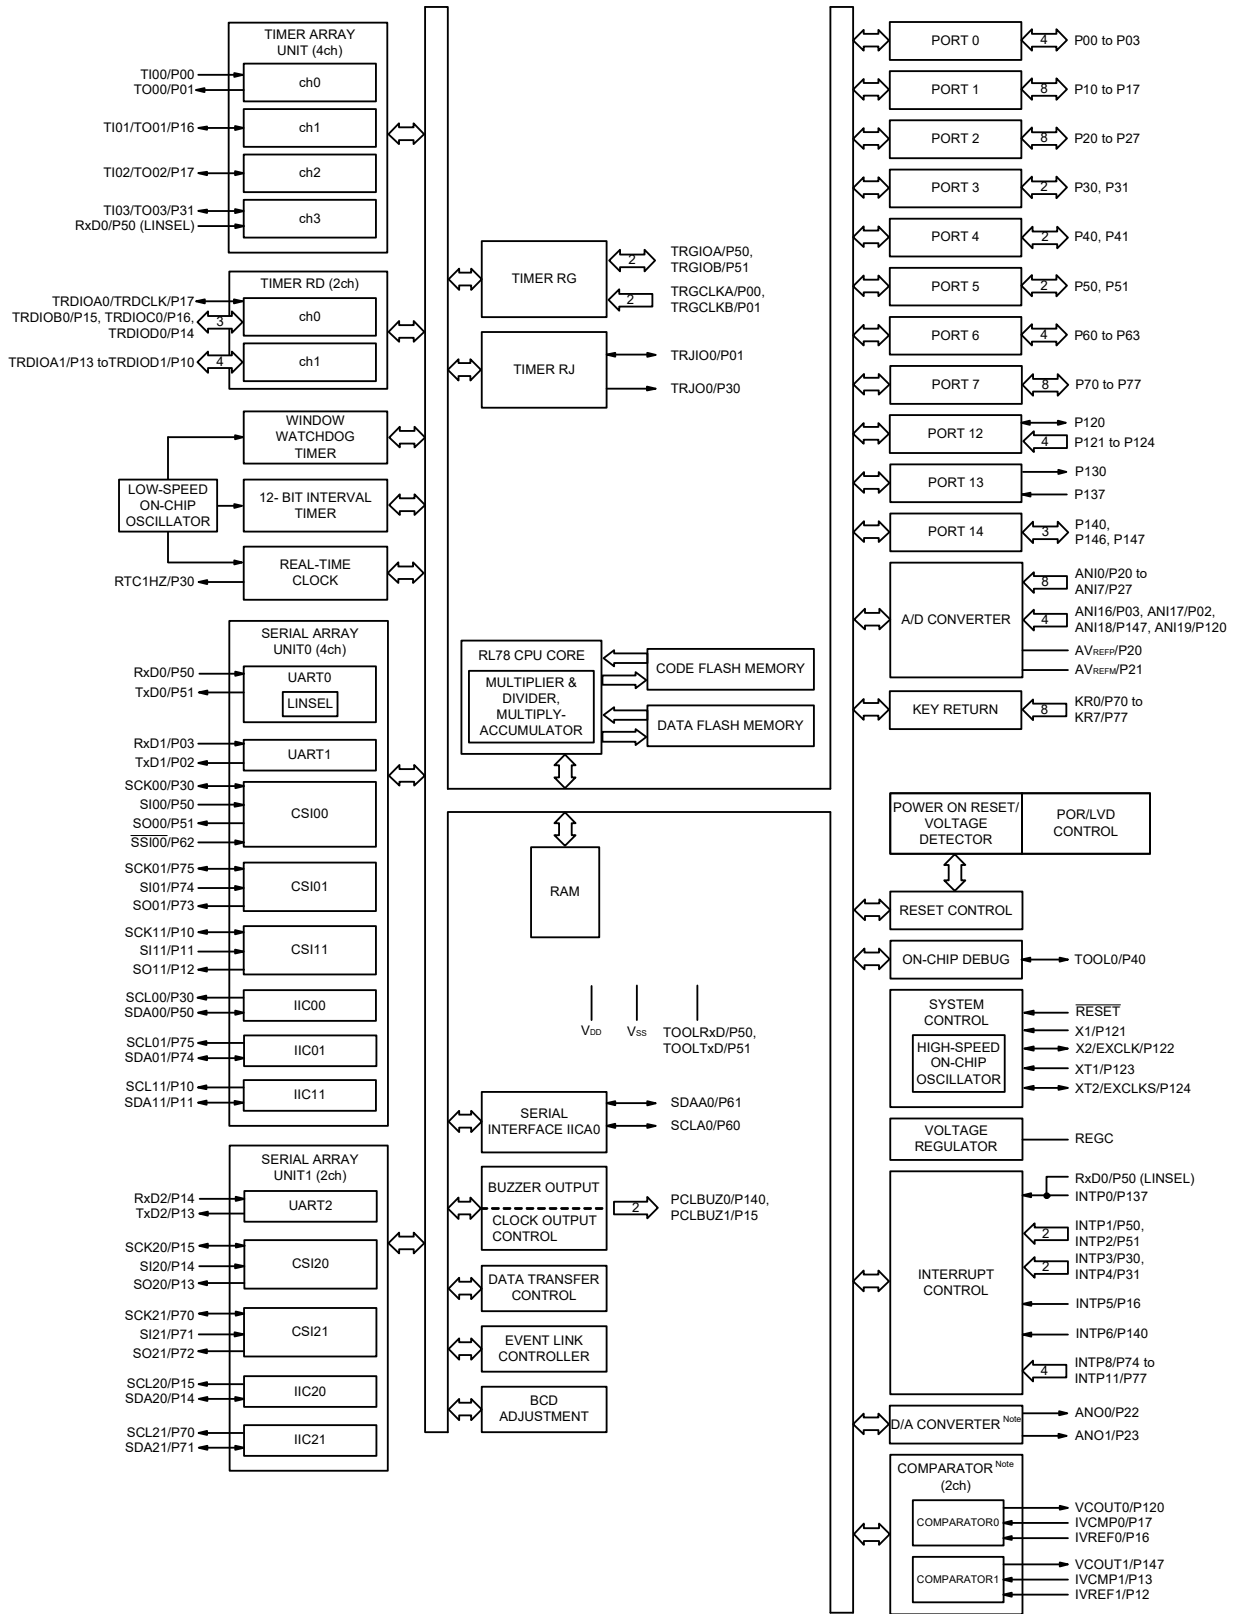 TIMER ARRAY
UNIT (4ch)
TI00/P00
TO00/P01
ch0
TI01/TO01/P16
ch1
TI02/TO02/P17
ch2
TI03/TO03/P31
RxD0/P50 (LINSEL)
ch3
TIMER RD (2ch)
TRDIOA0/TRDCLK/P17
TRDIOB0/P15, TRDIOC0/P16,
TRDIOD0/P14
3
ch0
TRDIOA1/P13 toTRDIOD1/P10
4
ch1
WINDOW
WATCHDOG
TIMER
LOW-SPEED
ON-CHIP
OSCILLATOR
12- BIT INTERVAL
TIMER
RTC1HZ/P30
REAL-TIME
CLOCK
SERIAL ARRAY
UNIT0 (4ch)
RxD0/P50
TxD0/P51
UART0
LINSEL
RxD1/P03
TxD1/P02
UART1
SCK00/P30
SI00/P50
SO00/P51
SSI00/P62
CSI00
SCK01/P75
SI01/P74
SO01/P73
CSI01
SCK11/P10
SI11/P11
SO11/P12
CSI11
SCL00/P30
SDA00/P50
IIC00
SCL01/P75
SDA01/P74
IIC01
SCL11/P10
SDA11/P11
IIC11
SERIAL ARRAY
UNIT1 (2ch)
RxD2/P14
TxD2/P13
UART2
SCK20/P15
SI20/P14
SO20/P13
CSI20
SCK21/P70
SI21/P71
SO21/P72
CSI21
SCL20/P15
SDA20/P14
IIC20
SCL21/P70
SDA21/P71
IIC21
TIMER RG
2
TRGIOA/P50,
TRGIOB/P51
2
TRGCLKA/P00,
TRGCLKB/P01
TIMER RJ
TRJIO0/P01
TRJO0/P30
RL78 CPU CORE
MULTIPLIER &
DIVIDER,
MULTIPLY-
ACCUMULATOR
CODE FLASH MEMORY
DATA FLASH MEMORY
RAM
VDD
VSS
TOOLRxD/P50,
TOOLTxD/P51
SERIAL
INTERFACE IICA0
SDAA0/P61
SCLA0/P60
BUZZER OUTPUT
CLOCK OUTPUT
CONTROL
2
PCLBUZ0/P140,
PCLBUZ1/P15
DATA TRANSFER
CONTROL
EVENT LINK
CONTROLLER
BCD
ADJUSTMENT
PORT 0
4
P00 to P03
PORT 1
8
P10 to P17
PORT 2
8
P20 to P27
PORT 3
2
P30, P31
PORT 4
2
P40, P41
PORT 5
2
P50, P51
PORT 6
4
P60 to P63
PORT 7
8
P70 to P77
PORT 12
P120
4
P121 to P124
PORT 13
P130
P137
PORT 14
3
P140,
P146, P147
A/D CONVERTER
8
ANI0/P20 to
ANI7/P27
4
ANI16/P03, ANI17/P02,
ANI18/P147, ANI19/P120
AVREFP/P20
AVREFM/P21
KEY RETURN
8
KR0/P70 to
KR7/P77
POWER ON RESET/
VOLTAGE
DETECTOR
POR/LVD
CONTROL
RESET CONTROL
ON-CHIP DEBUG
TOOL0/P40
SYSTEM
CONTROL
HIGH-SPEED
ON-CHIP
OSCILLATOR
RESET
X1/P121
X2/EXCLK/P122
XT1/P123
XT2/EXCLKS/P124
VOLTAGE
REGULATOR
REGC
INTERRUPT
CONTROL
RxD0/P50 (LINSEL)
INTP0/P137
2
INTP1/P50,
INTP2/P51
2
INTP3/P30,
INTP4/P31
INTP5/P16
INTP6/P140
4
INTP8/P74 to
INTP11/P77
D/A CONVERTER Note
ANO0/P22
ANO1/P23
COMPARATOR Note
(2ch)
COMPARATOR0
VCOUT0/P120
IVCMP0/P17
IVREF0/P16
COMPARATOR1
VCOUT1/P147
IVCMP1/P13
IVREF1/P12